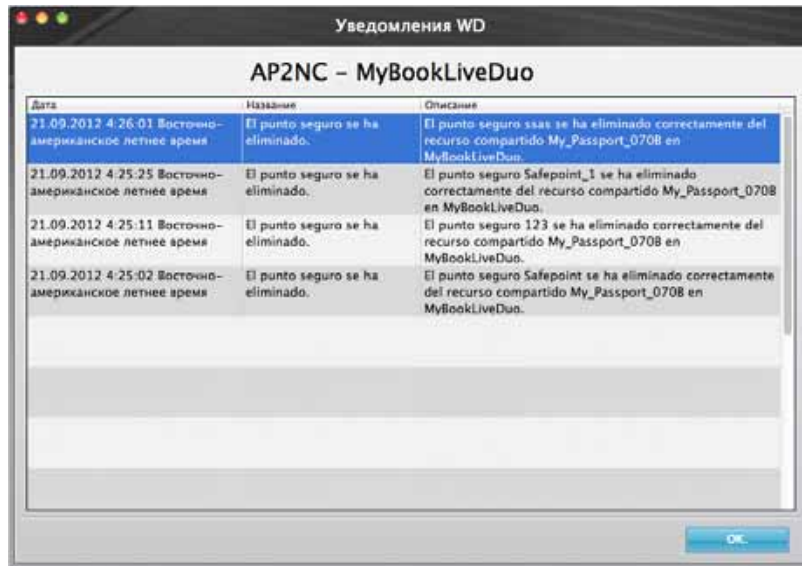 Уведомления WD
AP2NC – MyBookLiveDuo
Дата Название Описание
21.09.2012 4:26:01 Восточно-
американское летнее время
El punto seguro se ha
eliminado.
El punto seguro ssas se ha eliminado correctamente del
recurso compartido My_Passport_070B en
MyBookLiveDuo.
21.09.2012 4:25:25 Восточно-
американское летнее время
El punto seguro se ha
eliminado.
El punto seguro Safepoint_1 se ha eliminado
correctamente del recurso compartido My_Passport_070B
en MyBookLiveDuo.
21.09.2012 4:25:11 Восточно-
американское летнее время
El punto seguro se ha
eliminado.
El punto seguro 123 se ha eliminado correctamente del
recurso compartido My_Passport_070B en
MyBookLiveDuo.
21.09.2012 4:25:02 Восточно-
американское летнее время
El punto seguro se ha
eliminado.
El punto seguro Safepoint se ha eliminado correctamente
del recurso compartido My_Passport_070B en
MyBookLiveDuo.
OK.